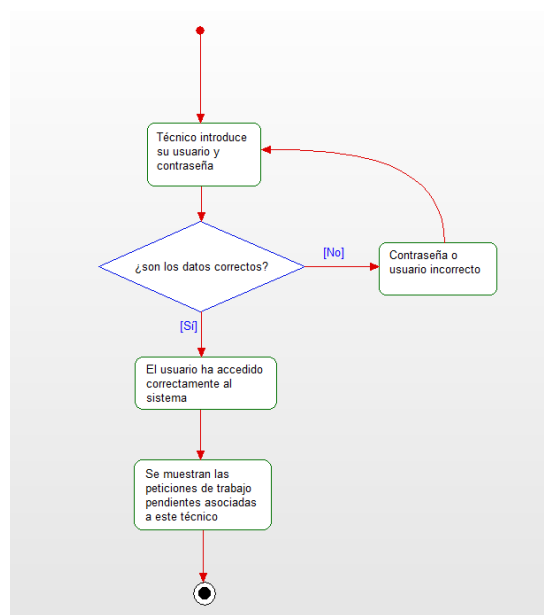 Técnico introduce
su usuario y
contraseña
¿son los datos correctos?
[No]
Contraseña o
usuario incorrecto
[Sí]
El usuario ha accedido
correctamente al
sistema
Se muestran las
peticiones de trabajo
pendientes asociadas
a este técnico